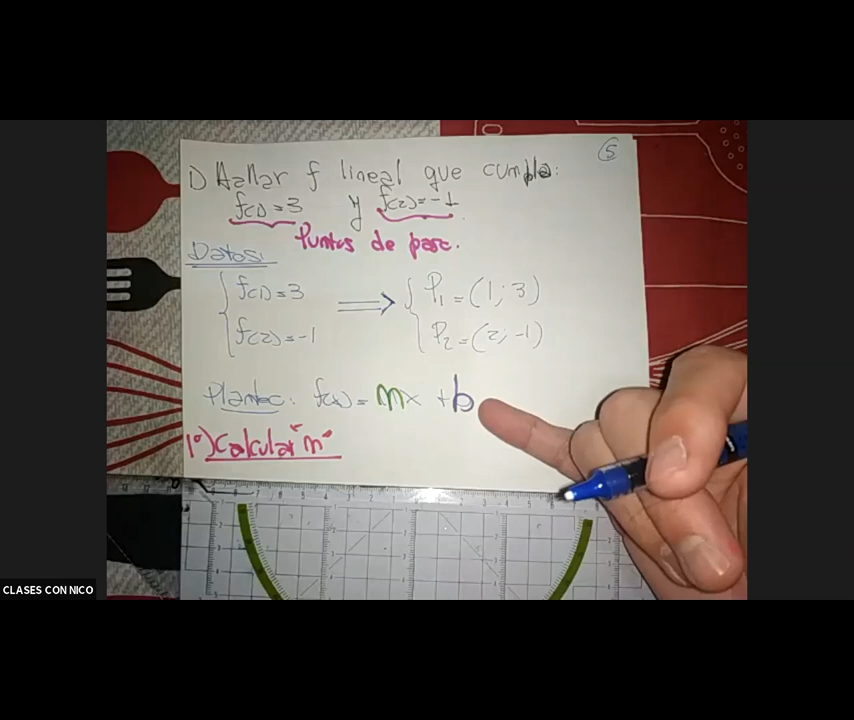 ⑤
1) Hallar f lineal que cumpla:
f(1)=3 y f(2)=-1
Puntos de pasc.
Datos:
{ f(1)=3 ⟹ { P₁=(1; 3)
{ f(2)=-1 { P₂=(2; -1)
Planteo: f(x)= mx + b
1°) Calcular "m"
CLASES CON NICO